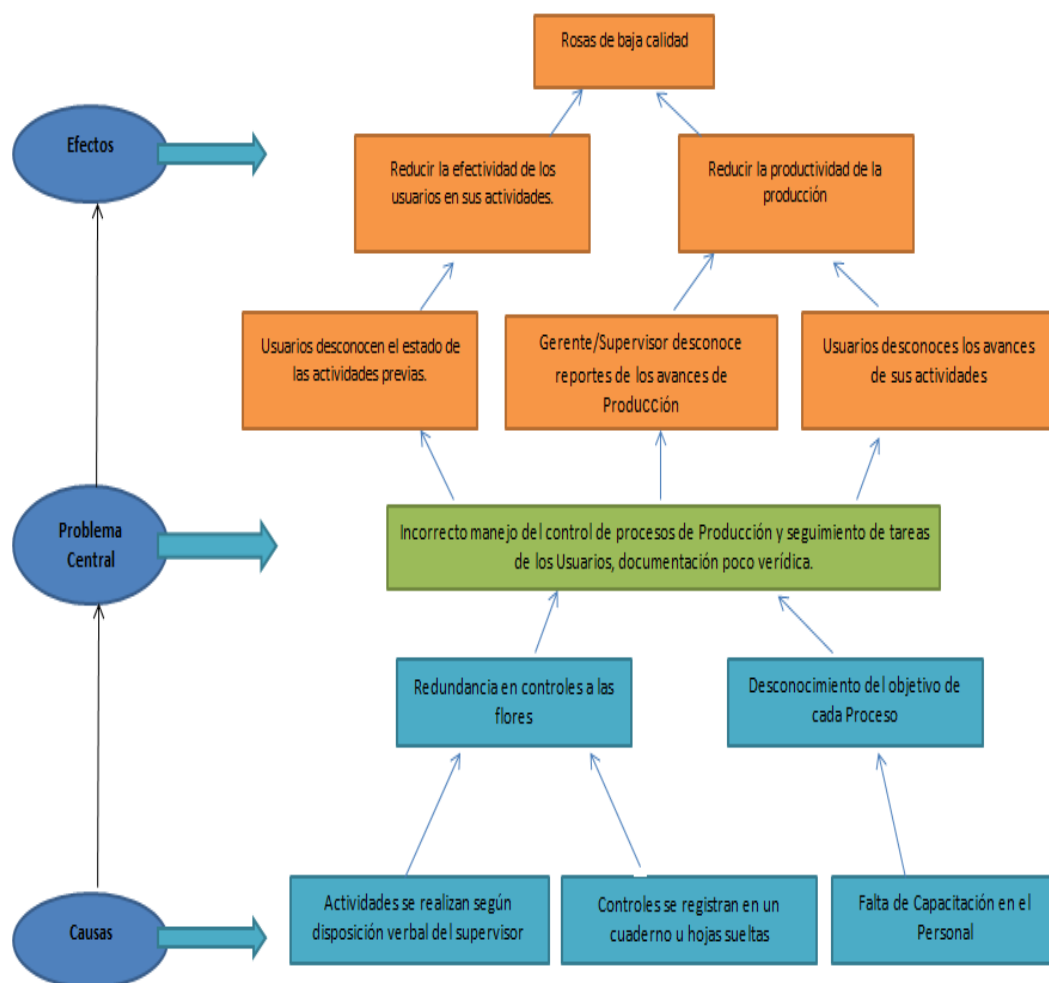 Rosas de baja calidad
Efectos
Reducir la efectividad de los
usuarios en sus actividades.
Reducir la productividad de la
producción
Usuarios desconocen el estado de
las actividades previas.
Gerente/Supervisor desconoce
reportes de los avances de
Producción
Usuarios desconoces los avances
de sus actividades
Problema
Central
Incorrecto manejo del control de procesos de Producción y seguimiento de tareas
de los Usuarios, documentación poco verídica.
Redundancia en controles a las
flores
Desconocimiento del objetivo de
cada Proceso
Causas
Actividades se realizan según
disposición verbal del supervisor
Controles se registran en un
cuaderno u hojas sueltas
Falta de Capacitación en el
Personal